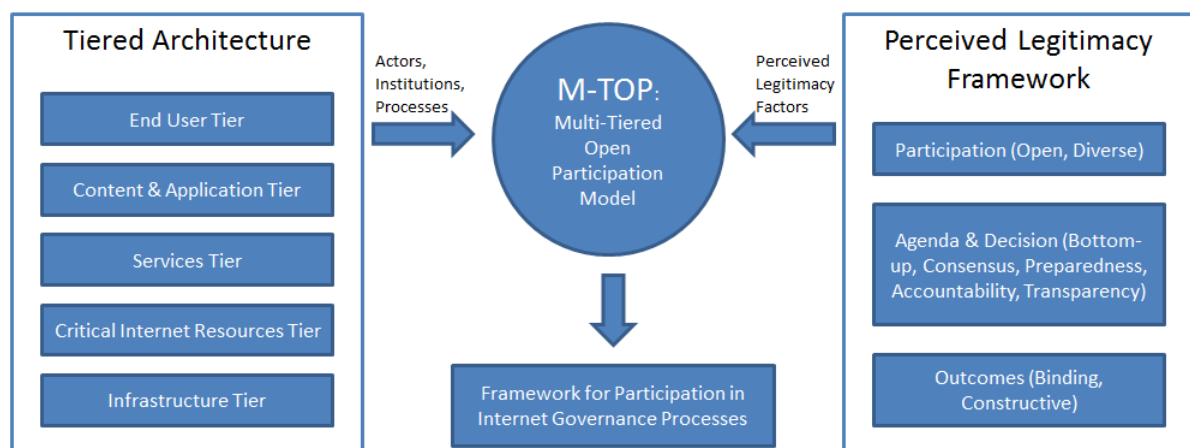 Tiered Architecture
End User Tier
Content & Application Tier
Services Tier
Critical Internet Resources Tier
Infrastructure Tier
Actors,
Institutions,
Processes
M-TOP:
Multi-Tiered
Open
Participation
Model
Framework for Participation in
Internet Governance Processes
Perceived
Legitimacy
Factors
Perceived Legitimacy
Framework
Participation (Open, Diverse)
Agenda & Decision (Bottom-
up, Consensus, Preparedness,
Accountability, Transparency)
Outcomes (Binding,
Constructive)